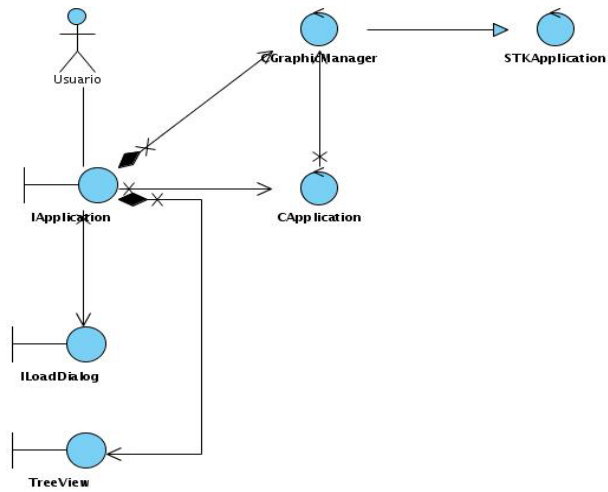 Usuario
CGraphicManager
STKApplication
IApplication
CApplication
ILoadDialog
TreeView